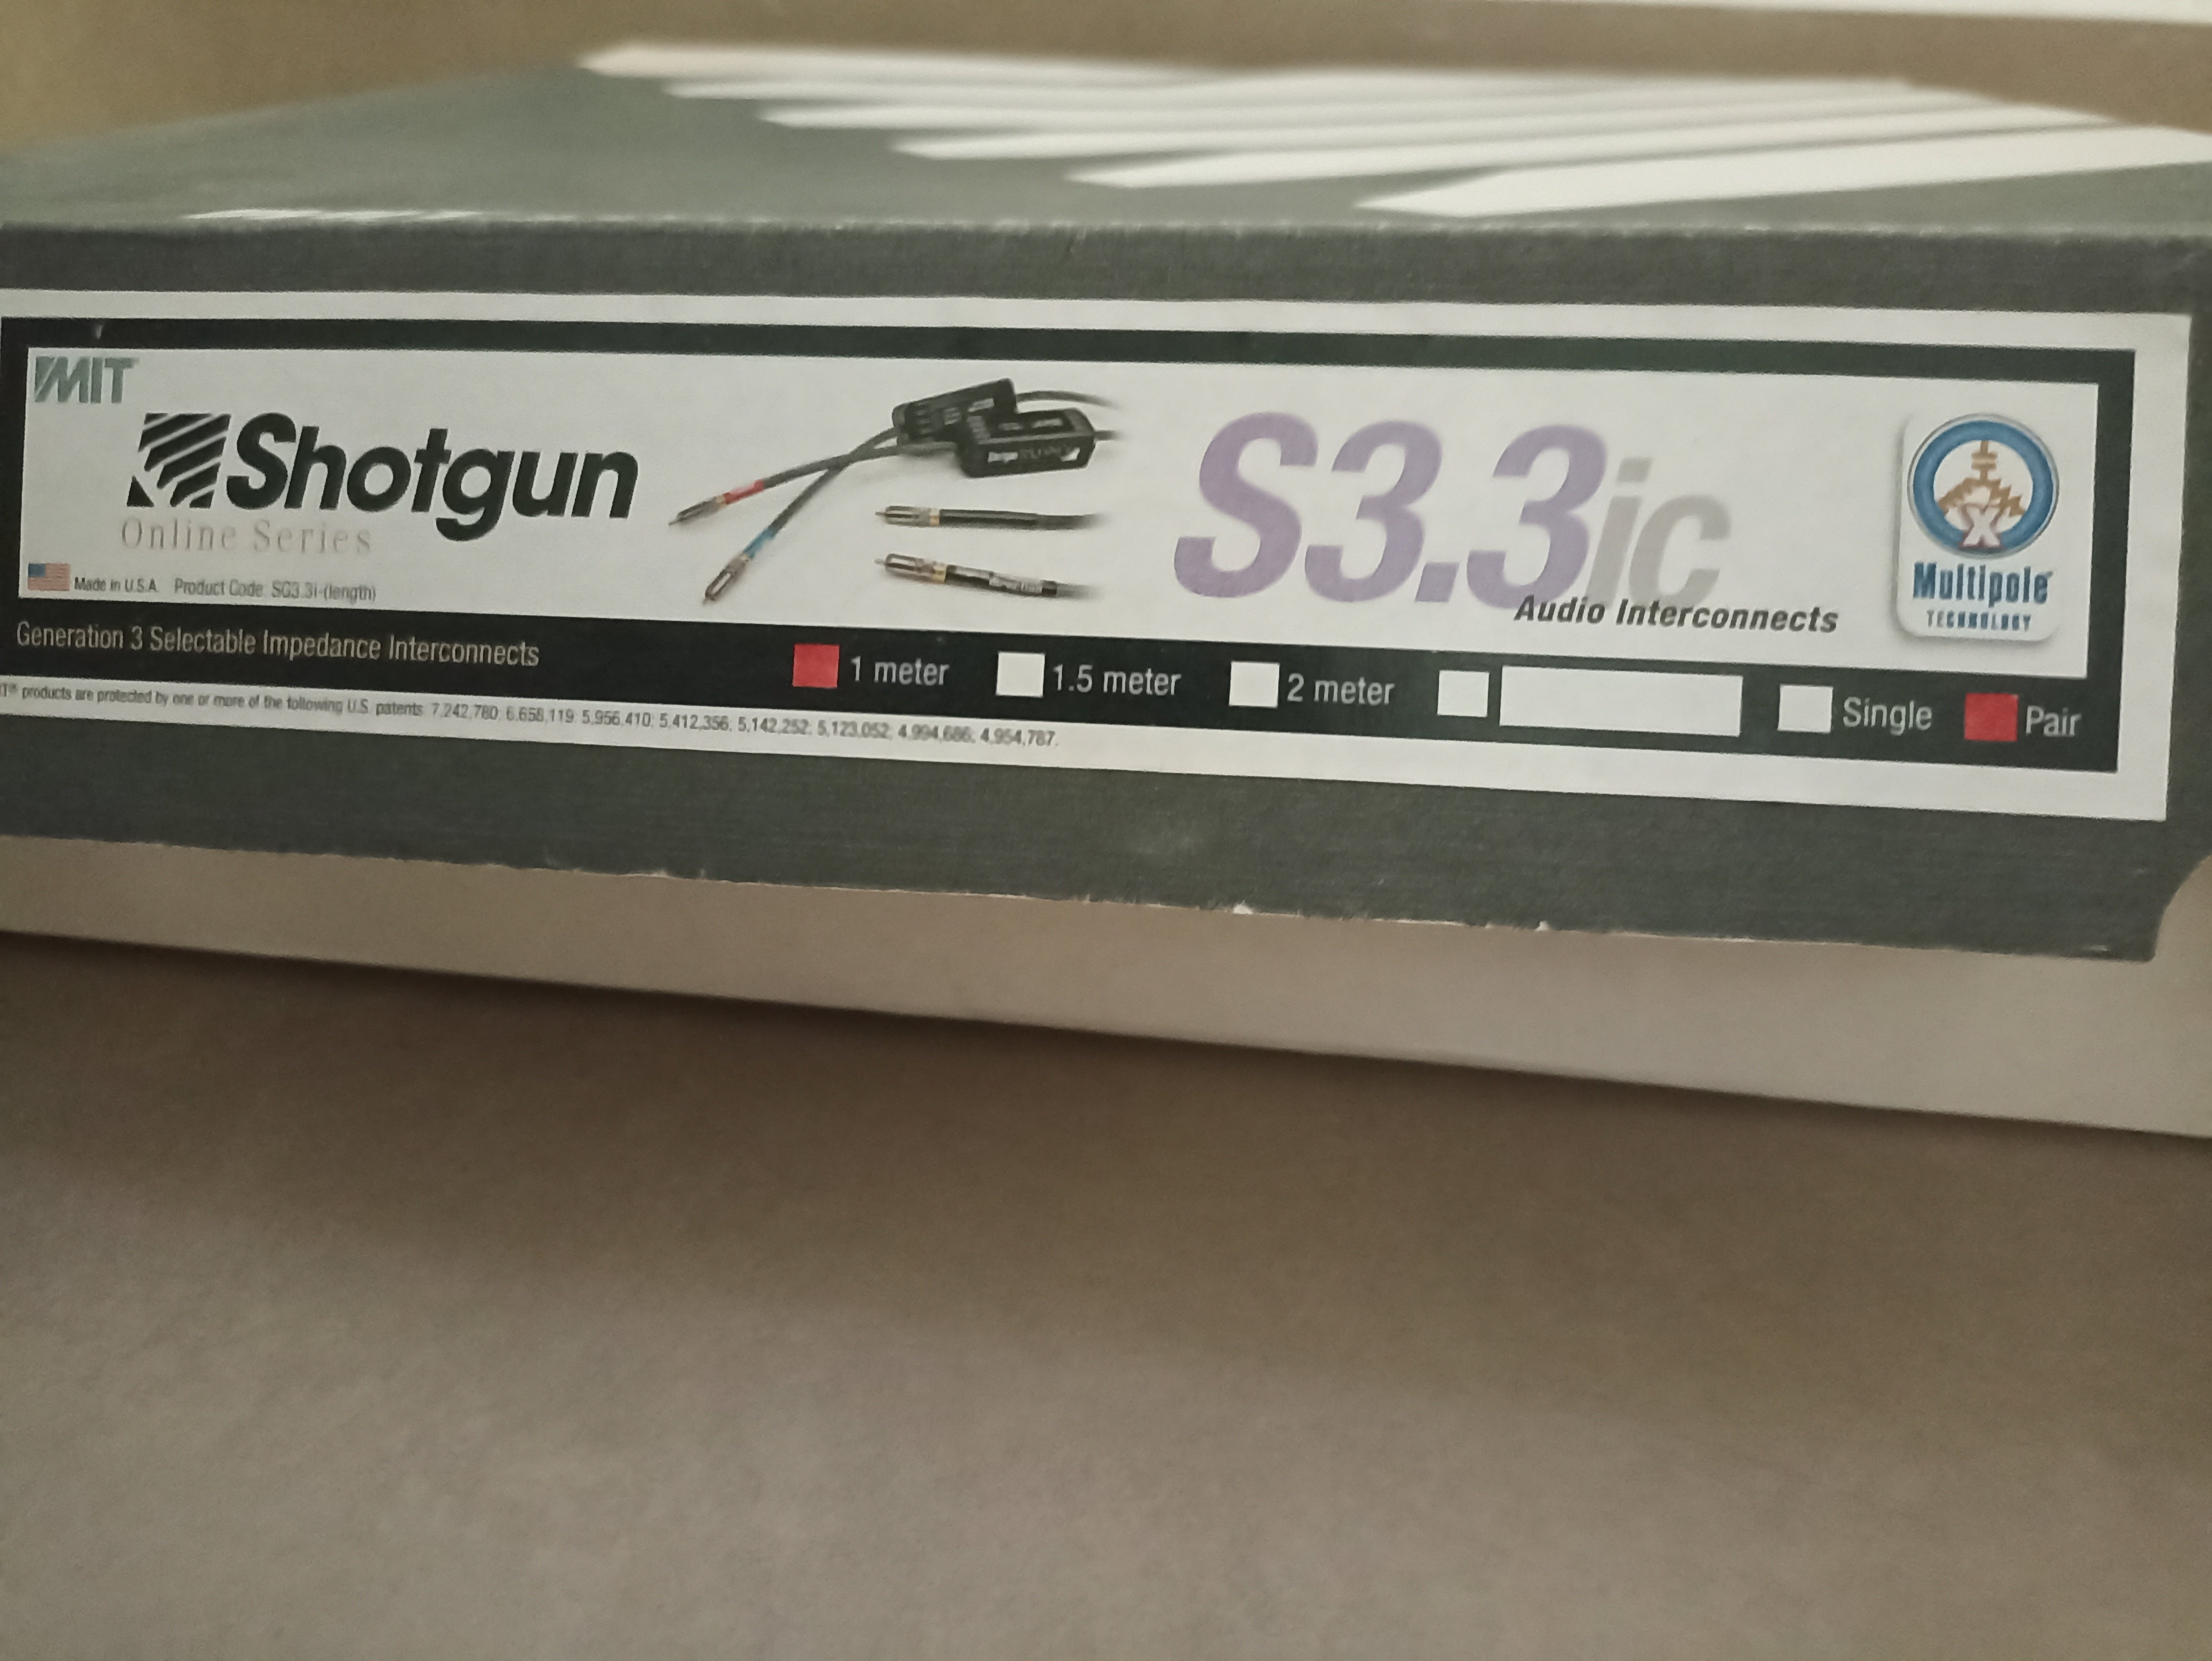 MIT
Shotgun
Online Series
Made in U.S.A. Product Code: SG3.3i-(length)
S3.3ic
Audio Interconnects
Multipole
TECHNOLOGY
Generation 3 Selectable Impedance Interconnects
1 meter 1.5 meter 2 meter Single Pair
products are protected by one or more of the following U.S. patents: 7,242,780; 6,658,119; 5,956,410; 5,412,356; 5,142,252; 5,123,052; 4,994,686; 4,954,787.